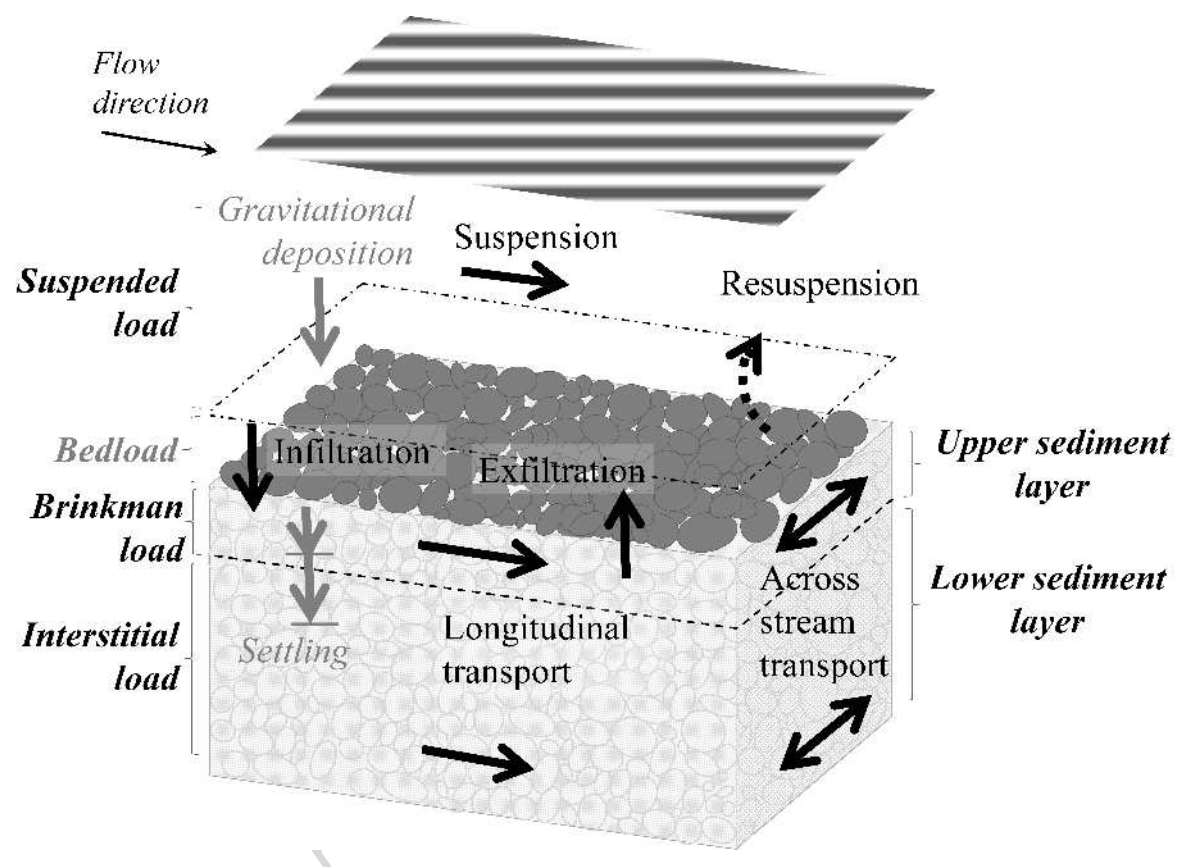 Flow
direction
Gravitational
deposition
Suspension
Suspended
load
Resuspension
Bedload
Infiltration
Exfiltration
Upper sediment
layer
Brinkman
load
Lower sediment
layer
Across
stream
transport
Longitudinal
transport
Interstitial
load
Settling